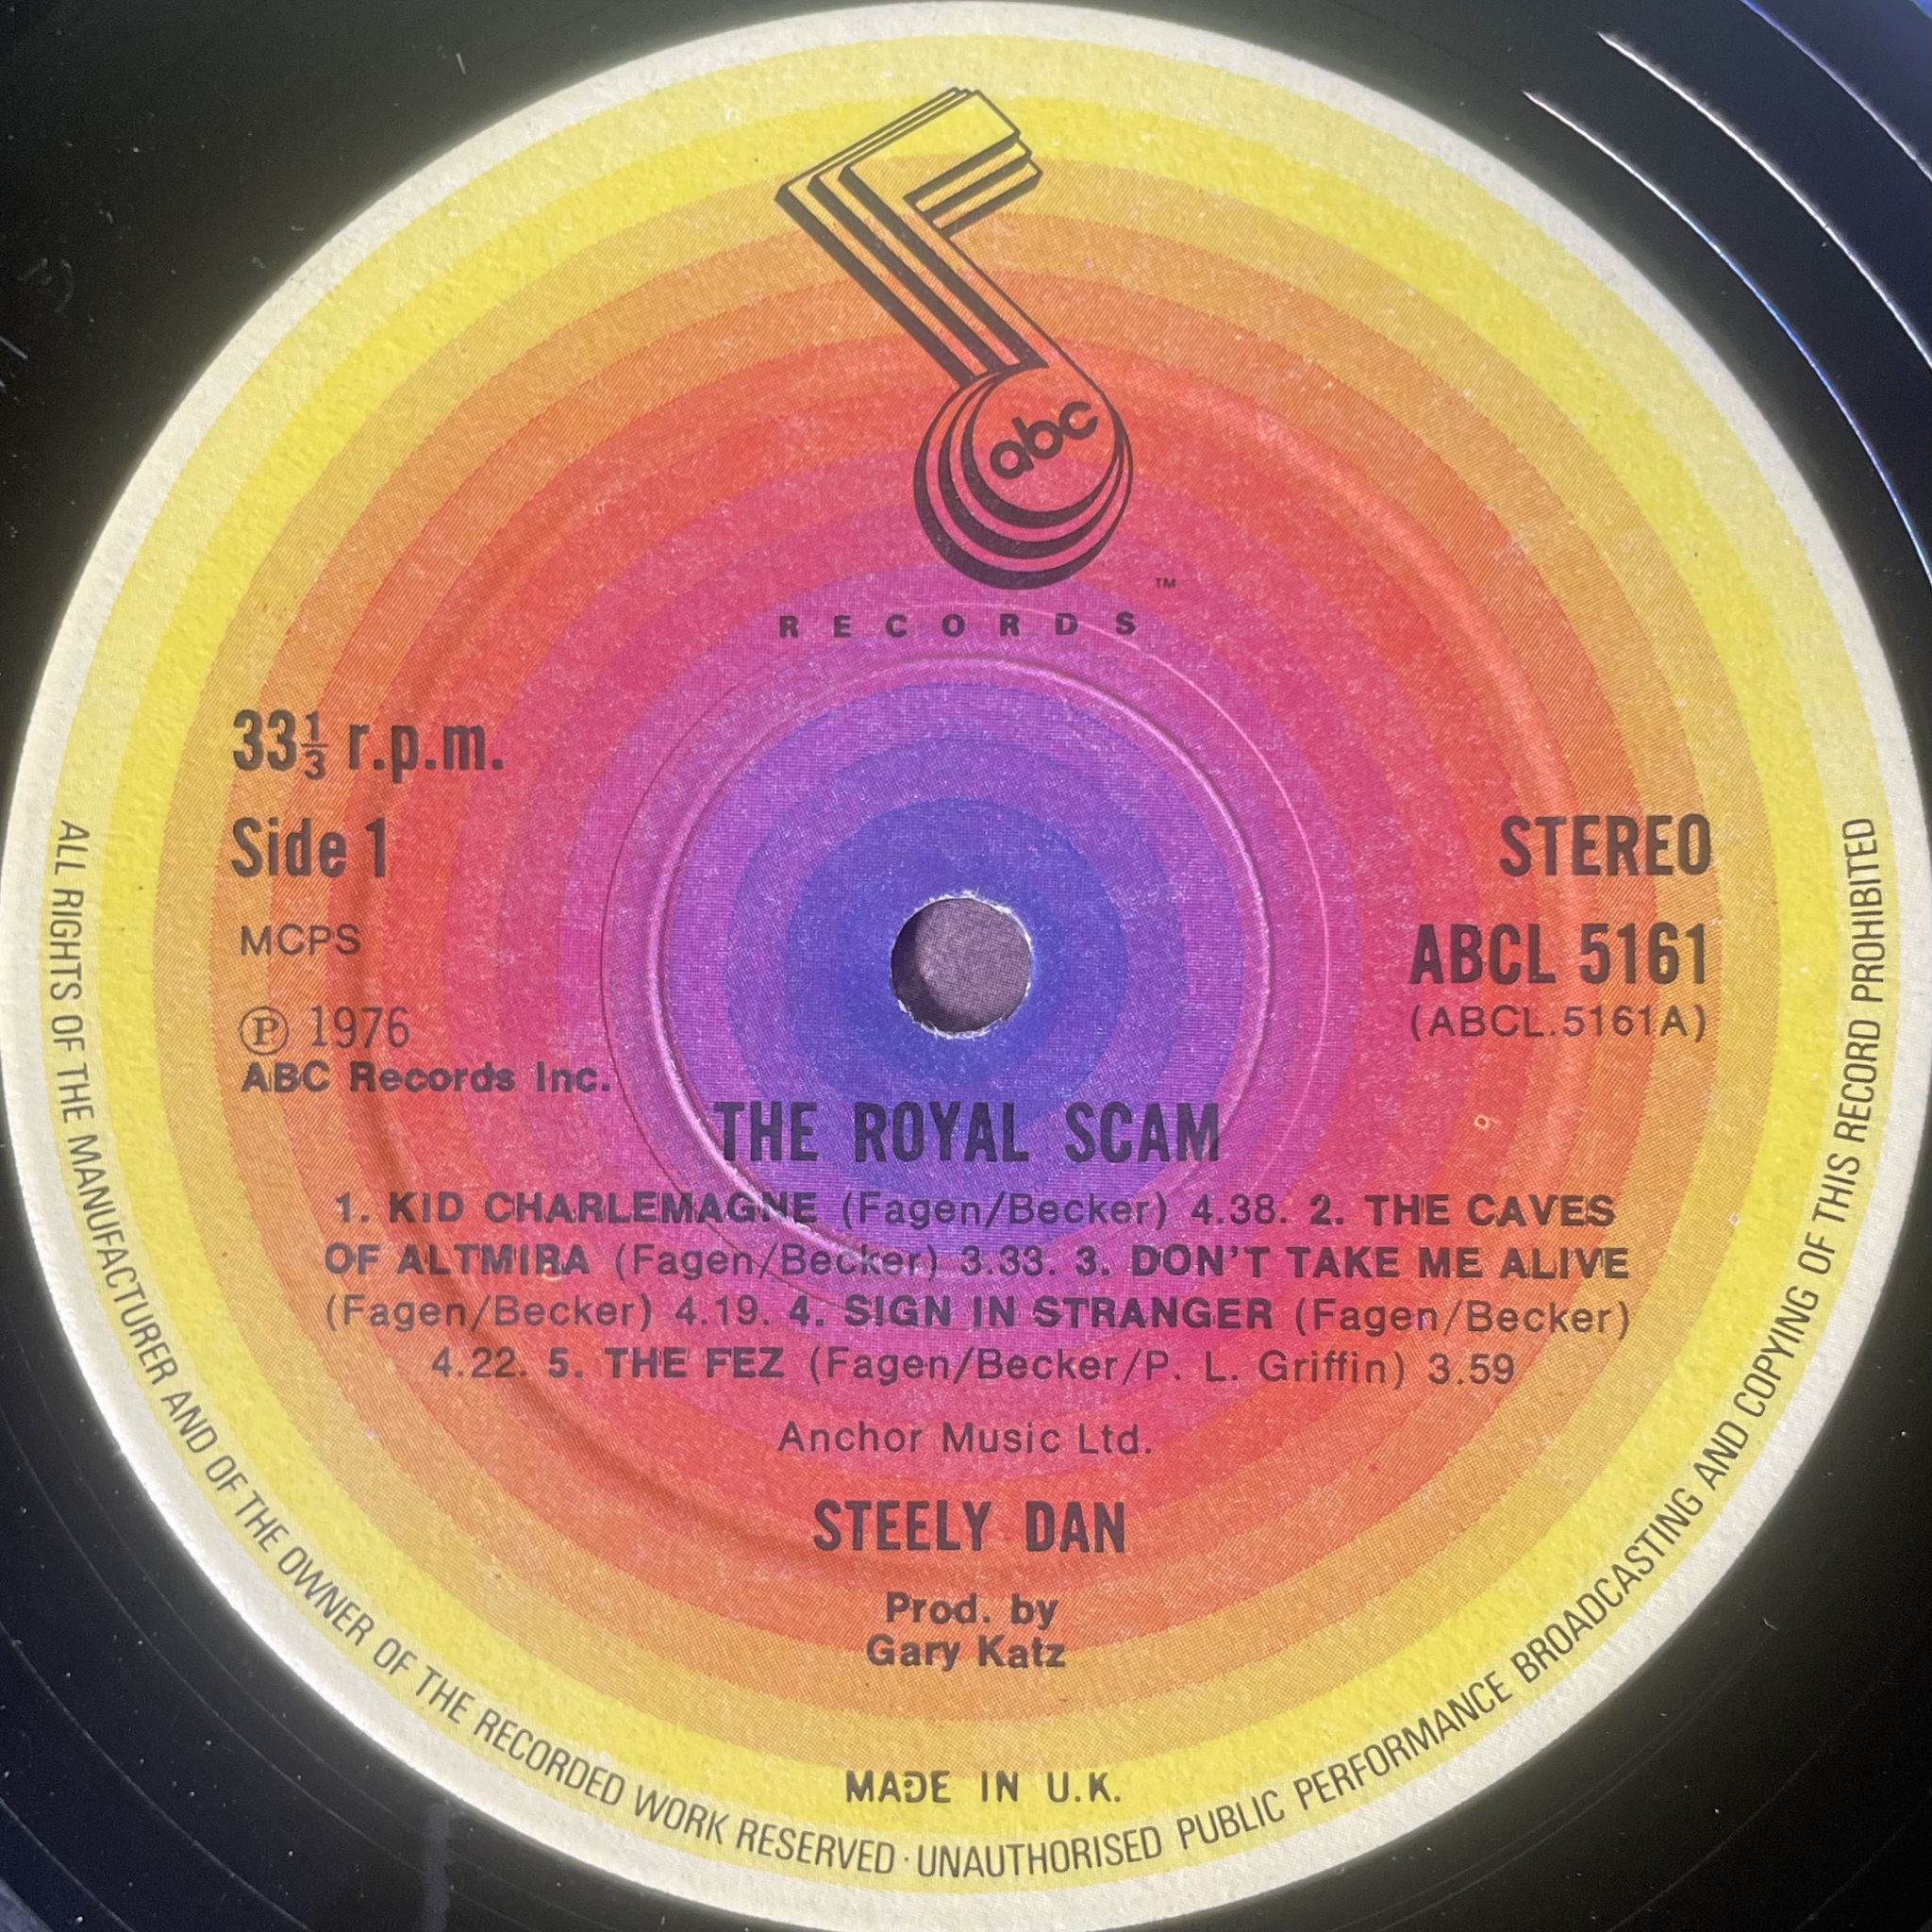 abc
TM
RECORDS
33⅓ r.p.m.
Side 1
MCPS
Ⓟ 1976
ABC Records Inc.
STEREO
ABCL 5161
(ABCL.5161A)
THE ROYAL SCAM
1. KID CHARLEMAGNE (Fagen/Becker) 4.38. 2. THE CAVES
OF ALTMIRA (Fagen/Becker) 3.33. 3. DON'T TAKE ME ALIVE
(Fagen/Becker) 4.19. 4. SIGN IN STRANGER (Fagen/Becker)
4.22. 5. THE FEZ (Fagen/Becker/P. L. Griffin) 3.59
Anchor Music Ltd.
STEELY DAN
Prod. by
Gary Katz
MADE IN U.K.
ALL RIGHTS OF THE MANUFACTURER AND OF THE OWNER OF THE RECORDED WORK RESERVED · UNAUTHORISED PUBLIC PERFORMANCE BROADCASTING AND COPYING OF THIS RECORD PROHIBITED